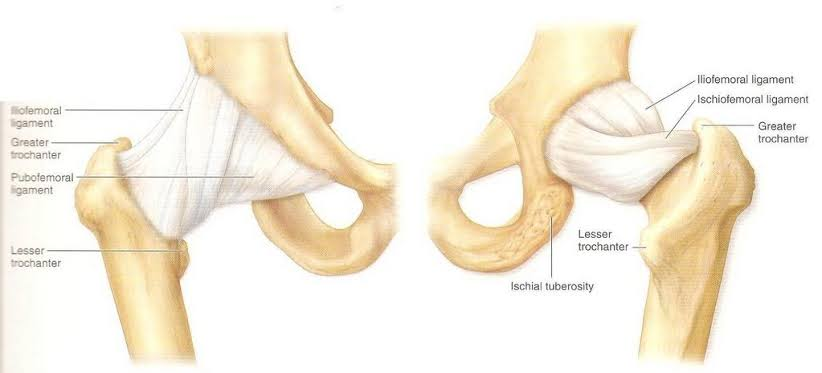 Iliofemoral
ligament
Greater
trochanter
Pubofemoral
ligament
Lesser
trochanter
Iliofemoral ligament
Ischiofemoral ligament
Greater
trochanter
Lesser
trochanter
Ischial tuberosity